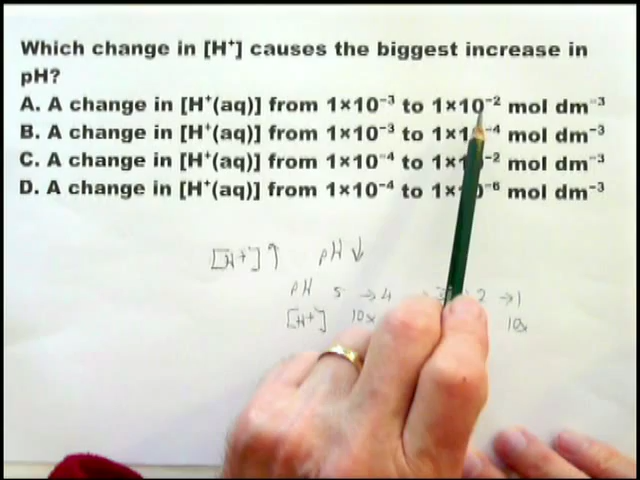 Which change in [H⁺] causes the biggest increase in
pH?
A. A change in [H⁺(aq)] from 1×10⁻³ to 1×10⁻² mol dm⁻³
B. A change in [H⁺(aq)] from 1×10⁻³ to mol dm⁻³
C. A change in [H⁺(aq)] from 1×10⁻⁴ to mol dm⁻³
D. A change in [H⁺(aq)] from 1×10⁻⁴ to mol dm⁻³
[H⁺] ↑ pH ↓
pH 5 → 4 2 → 1
[H⁺] 10x 10x